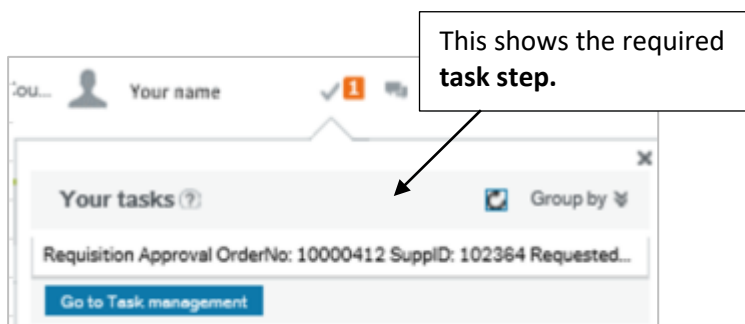 This shows the required
task step.
:ou... Your name 1
Your tasks ?
Group by
Requisition Approval OrderNo: 10000412 SuppID: 102364 Requested...
Go to Task management